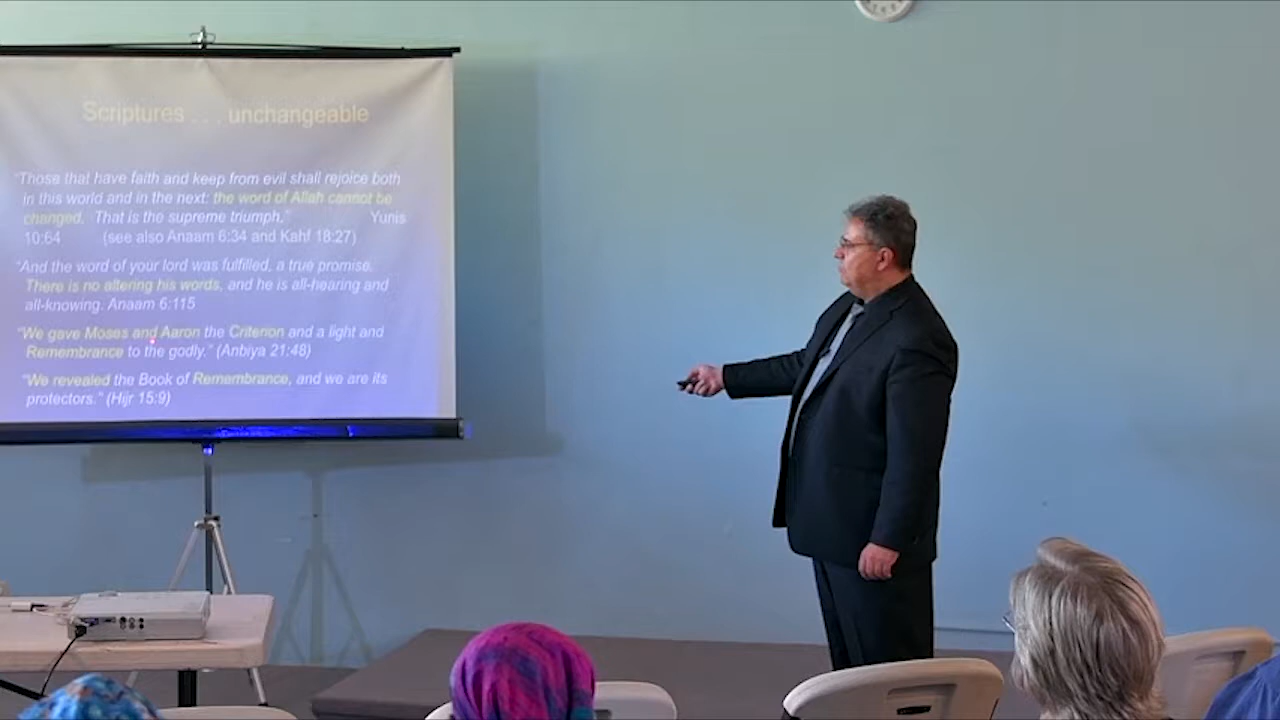 Scriptures . . . unchangeable
"Those that have faith and keep from evil shall rejoice both
in this world and in the next: the word of Allah cannot be
changed. That is the supreme triumph." Yunis
10:64 (see also Anaam 6:34 and Kahf 18:27)
"And the word of your lord was fulfilled, a true promise.
There is no altering his words, and he is all-hearing and
all-knowing. Anaam 6:115
"We gave Moses and Aaron the Criterion and a light and
Remembrance to the godly." (Anbiya 21:48)
"We revealed the Book of Remembrance, and we are its
protectors." (Hijr 15:9)